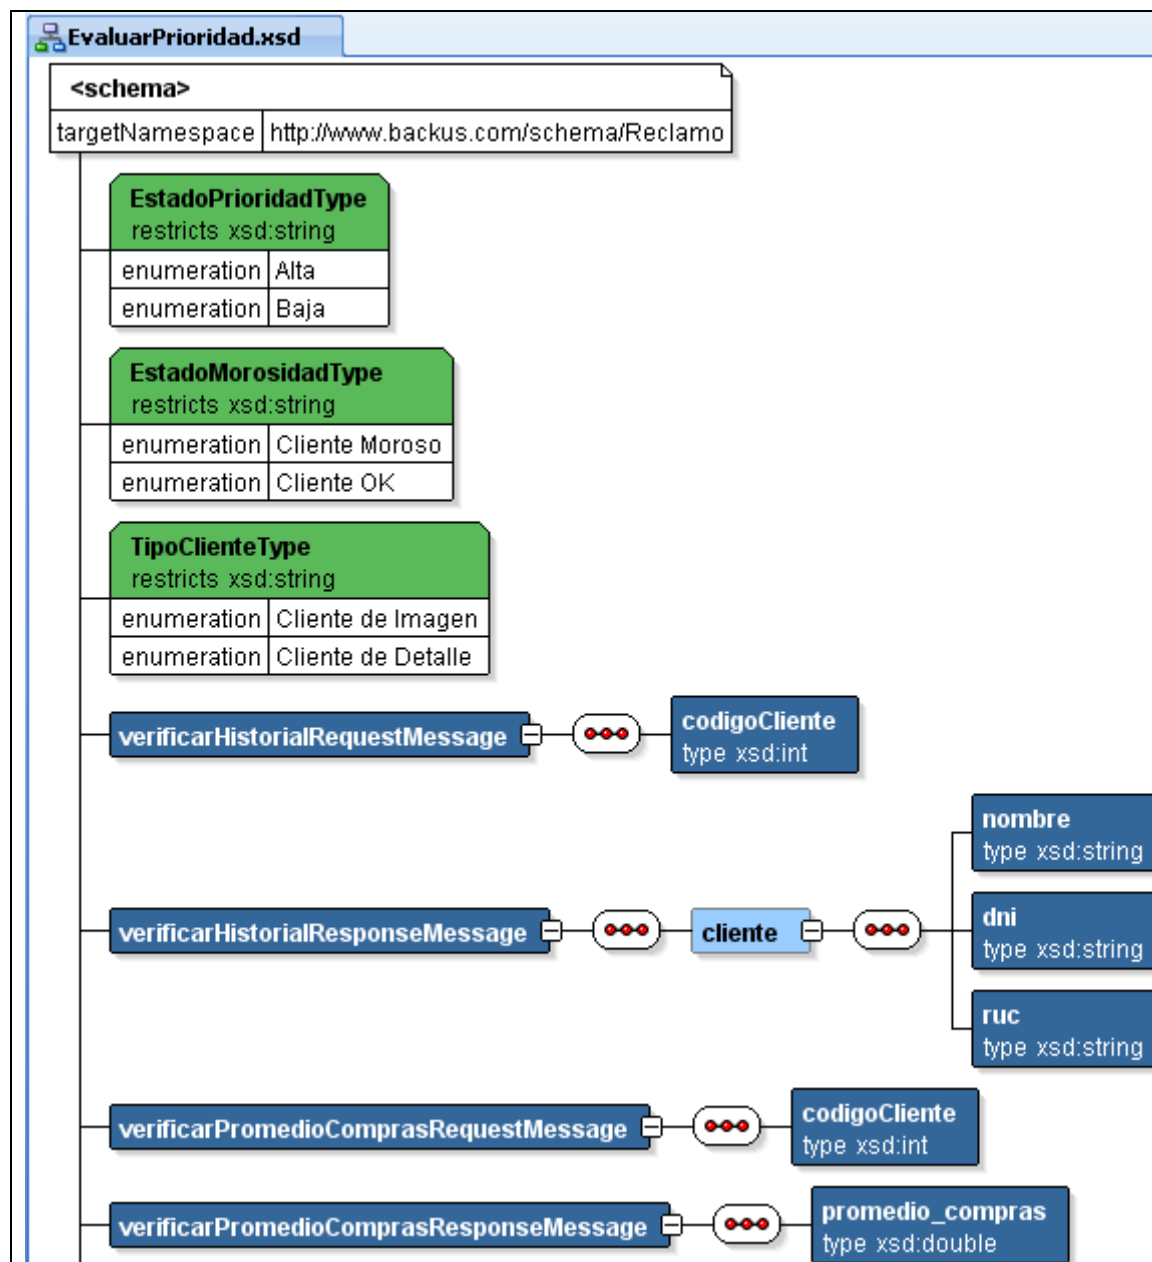 EvaluarPrioridad.xsd
<schema>
targetNamespace http://www.backus.com/schema/Reclamo
EstadoPrioridadType
restricts xsd:string
enumeration Alta
enumeration Baja
EstadoMorosidadType
restricts xsd:string
enumeration Cliente Moroso
enumeration Cliente OK
TipoClienteType
restricts xsd:string
enumeration Cliente de Imagen
enumeration Cliente de Detalle
verificarHistorialRequestMessage
codigoCliente
type xsd:int
verificarHistorialResponseMessage
cliente
nombre
type xsd:string
dni
type xsd:string
ruc
type xsd:string
verificarPromedioComprasRequestMessage
codigoCliente
type xsd:int
verificarPromedioComprasResponseMessage
promedio_compras
type xsd:double